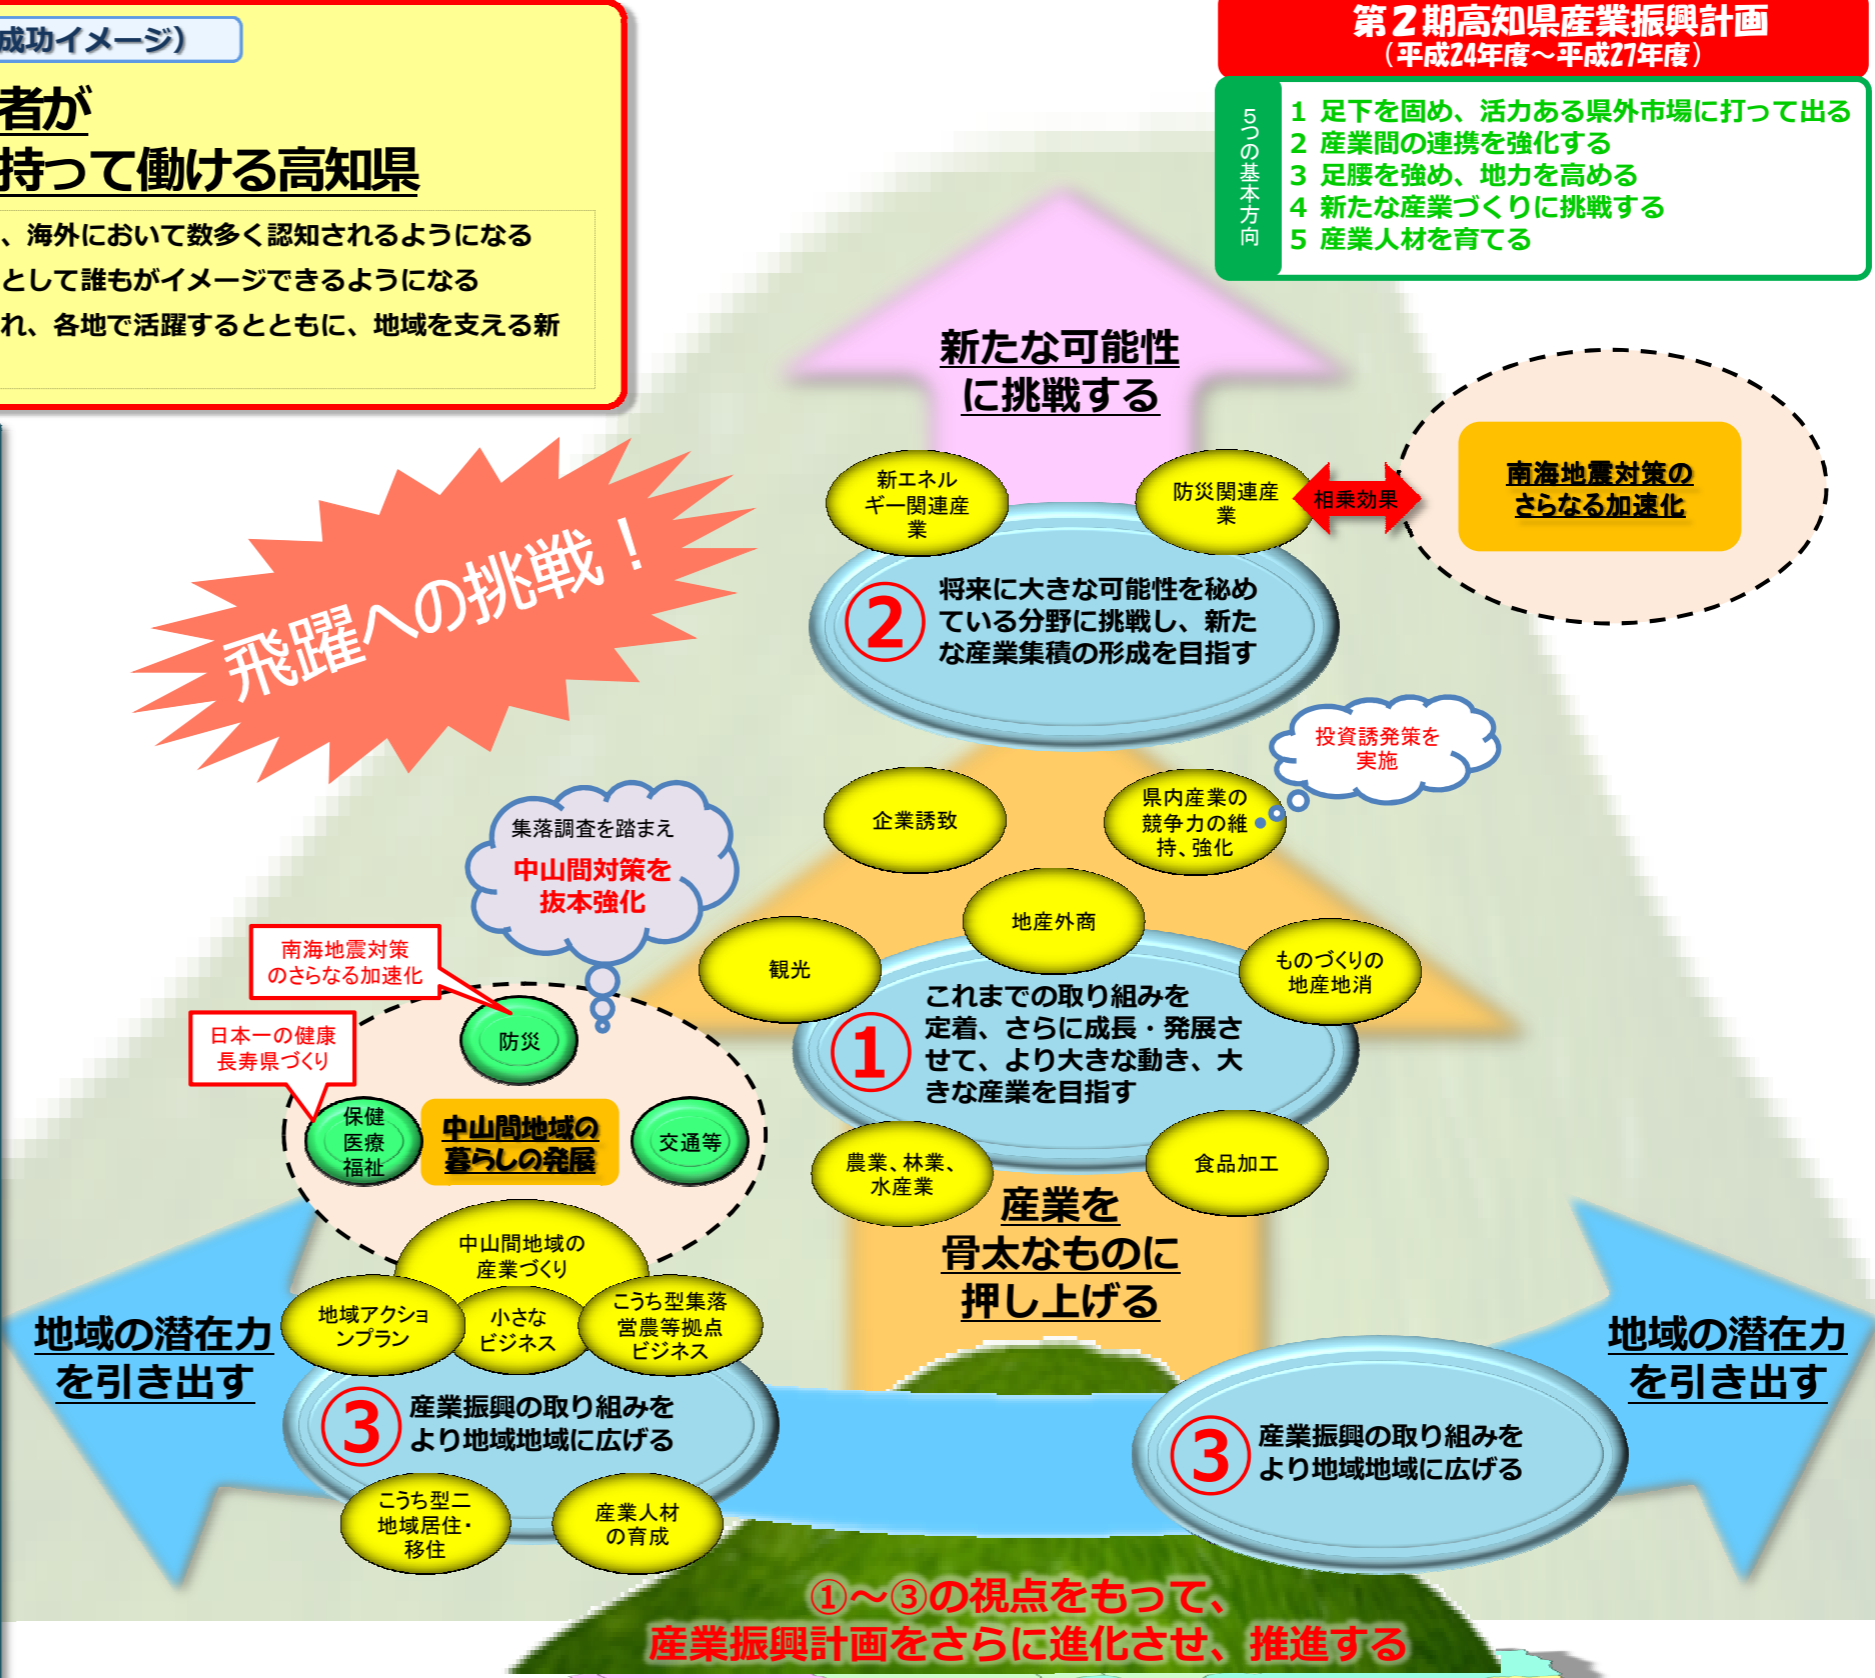 成功イメージ）
者が
持って働ける高知県
、海外において数多く認知されるようになる
として誰もがイメージできるようになる
れ、各地で活躍するとともに、地域を支える新
第２期高知県産業振興計画
（平成24年度～平成27年度）
５つの基本方向
1 足下を固め、活力ある県外市場に打って出る
2 産業間の連携を強化する
3 足腰を強め、地力を高める
4 新たな産業づくりに挑戦する
5 産業人材を育てる
新たな可能性
に挑戦する
新エネル
ギー関連産
業
防災関連産
業
相乗効果
南海地震対策の
さらなる加速化
飛躍への挑戦！
②
将来に大きな可能性を秘め
ている分野に挑戦し、新た
な産業集積の形成を目指す
投資誘発策を
実施
企業誘致
県内産業の
競争力の維
持、強化
集落調査を踏まえ
中山間対策を
抜本強化
地産外商
観光
ものづくりの
地産地消
①
これまでの取り組みを
定着、さらに成長・発展さ
せて、より大きな動き、大
きな産業を目指す
南海地震対策
のさらなる加速化
日本一の健康
長寿県づくり
防災
保健
医療
福祉
中山間地域の
暮らしの発展
交通等
農業、林業、
水産業
食品加工
産業を
骨太なものに
押し上げる
中山間地域の
産業づくり
地域アクショ
ンプラン
小さな
ビジネス
こうち型集落
営農等拠点
ビジネス
地域の潜在力
を引き出す
③
産業振興の取り組みを
より地域地域に広げる
こうち型二
地域居住・
移住
産業人材
の育成
③
産業振興の取り組みを
より地域地域に広げる
地域の潜在力
を引き出す
①～③の視点をもって、
産業振興計画をさらに進化させ、推進する